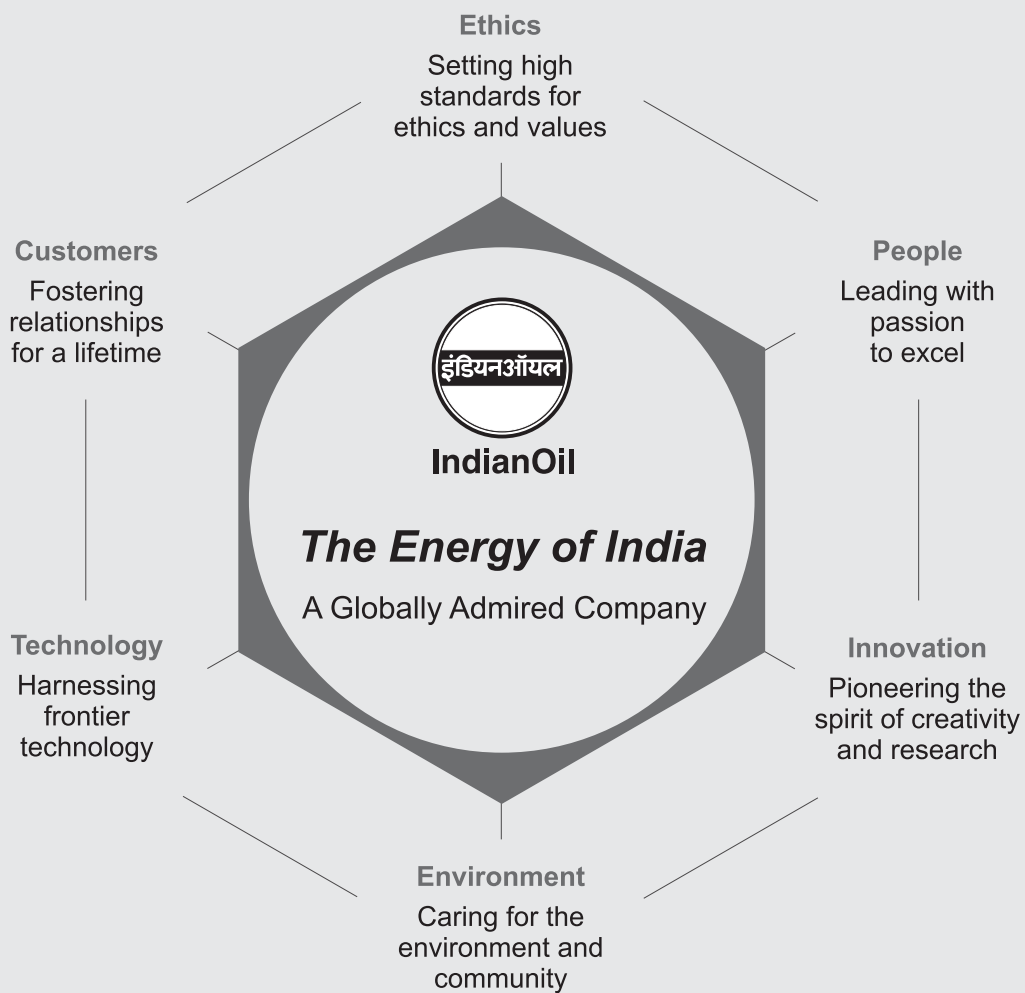 Ethics
Setting high
standards for
ethics and values
Customers
Fostering
relationships
for a lifetime
People
Leading with
passion
to excel
इंडियनऑयल
IndianOil
The Energy of India
A Globally Admired Company
Technology
Harnessing
frontier
technology
Innovation
Pioneering the
spirit of creativity
and research
Environment
Caring for the
environment and
community